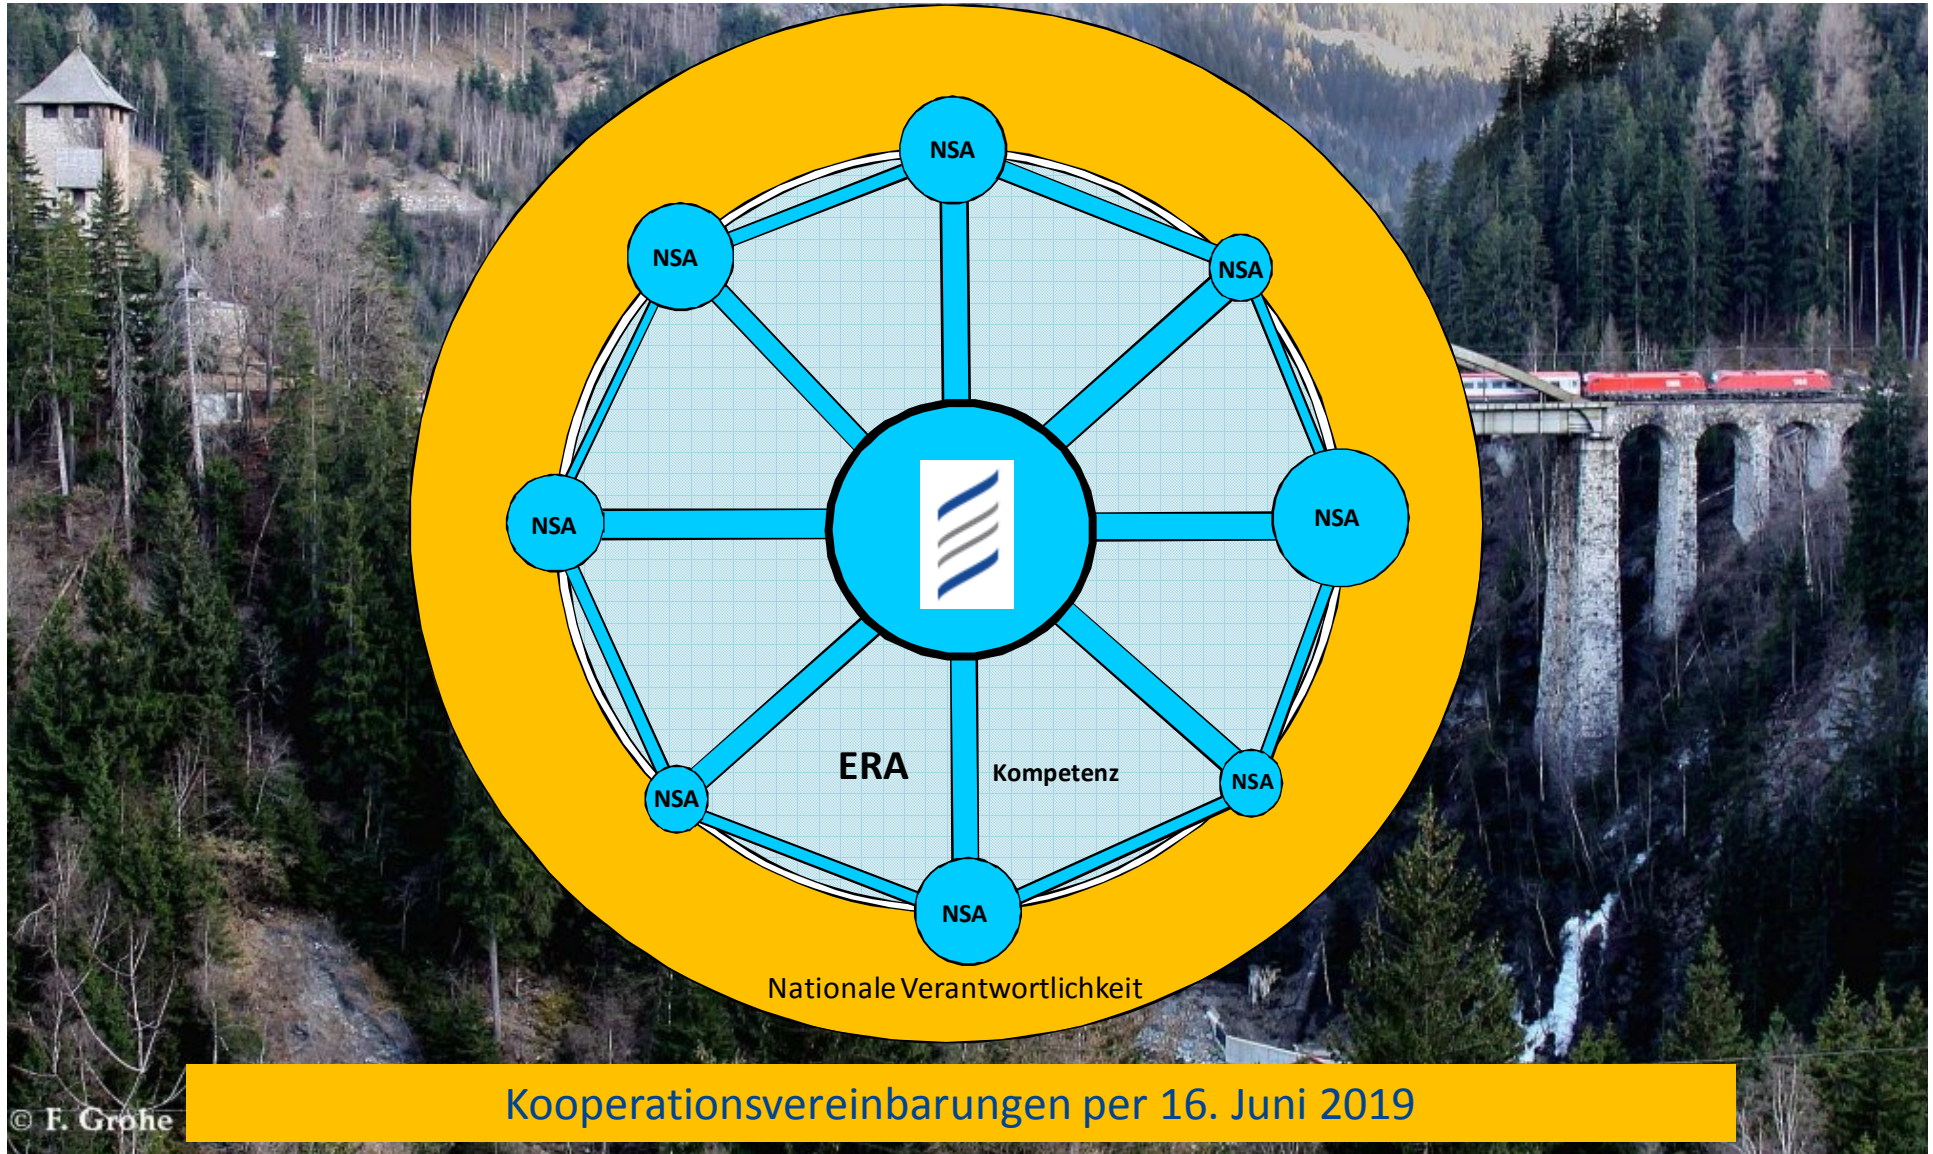 NSA
NSA
NSA
NSA
NSA
ERA
Kompetenz
NSA
NSA
NSA
Nationale Verantwortlichkeit
Kooperationsvereinbarungen per 16. Juni 2019
© F. Grohe